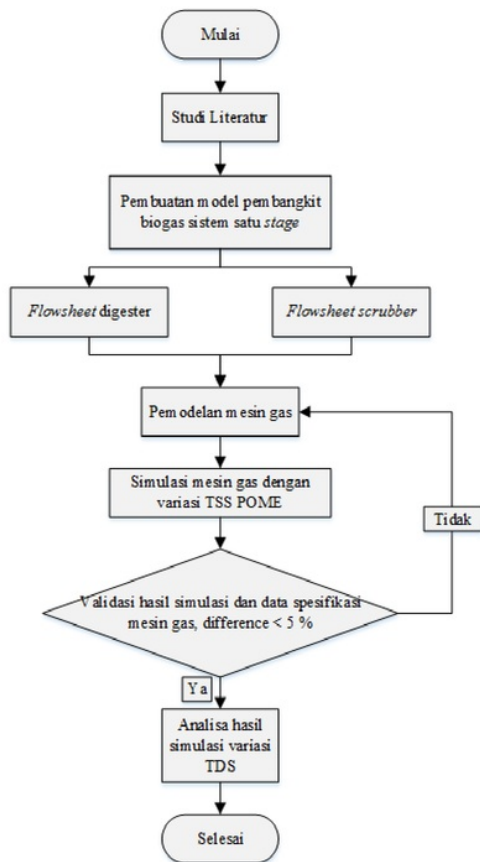 Mulai
Studi Literatur
Pembuatan model pembangkit
biogas sistem satu stage
Flowsheet digester
Flowsheet scrubber
Pemodelan mesin gas
Simulasi mesin gas dengan
variasi TSS POME
Tidak
Validasi hasil simulasi dan data spesifikasi
mesin gas, difference < 5 %
Ya
Analisa hasil
simulasi variasi
TDS
Selesai